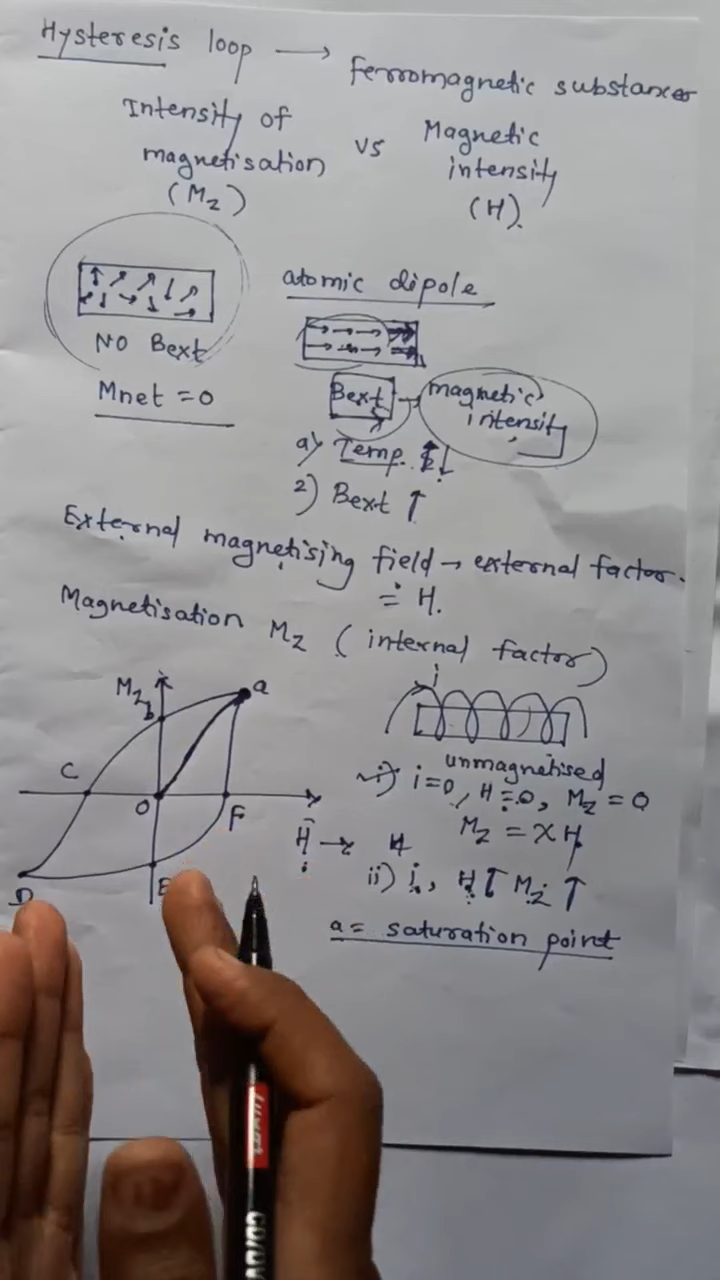 Hysteresis loop → Ferromagnetic substances
Intensity of magnetisation (Mz) vs Magnetic intensity (H).
atomic dipole
NO Bext
Mnet = 0
Bext → magnetic intensity
a) Temp. ↓
2) Bext ↑
External magnetising field → external factor.
= H.
Magnetisation Mz (internal factor)
Mz
b
a
C
O
F
H →
D
E
i
unmagnetised
i) i=0, H=0, Mz = 0
Mz = χH
ii) i, H↑ Mz ↑
a = saturation point
Luxor